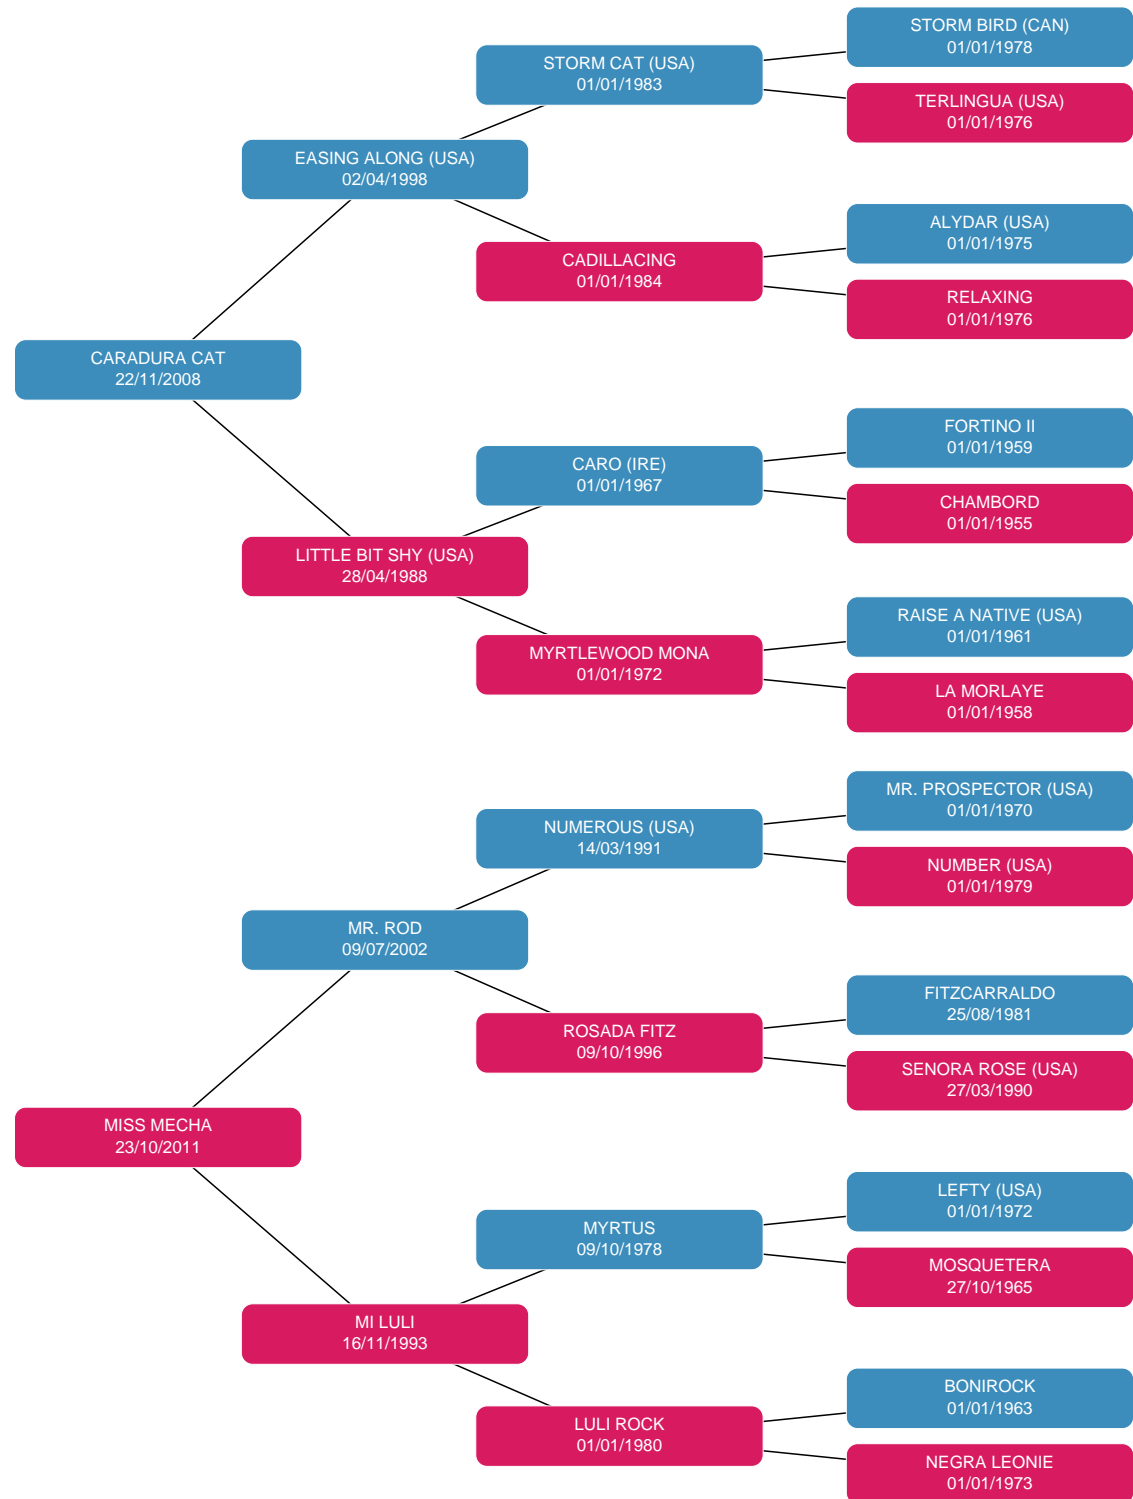 STORM BIRD (CAN)
01/01/1978
STORM CAT (USA)
01/01/1983
TERLINGUA (USA)
01/01/1976
EASING ALONG (USA)
02/04/1998
ALYDAR (USA)
01/01/1975
CADILLACING
01/01/1984
RELAXING
01/01/1976
CARADURA CAT
22/11/2008
FORTINO II
01/01/1959
CARO (IRE)
01/01/1967
CHAMBORD
01/01/1955
LITTLE BIT SHY (USA)
28/04/1988
RAISE A NATIVE (USA)
01/01/1961
MYRTLEWOOD MONA
01/01/1972
LA MORLAYE
01/01/1958
MR. PROSPECTOR (USA)
01/01/1970
NUMEROUS (USA)
14/03/1991
NUMBER (USA)
01/01/1979
MR. ROD
09/07/2002
FITZCARRALDO
25/08/1981
ROSADA FITZ
09/10/1996
SENORA ROSE (USA)
27/03/1990
MISS MECHA
23/10/2011
LEFTY (USA)
01/01/1972
MYRTUS
09/10/1978
MOSQUETERA
27/10/1965
MI LULI
16/11/1993
BONIROCK
01/01/1963
LULI ROCK
01/01/1980
NEGRA LEONIE
01/01/1973